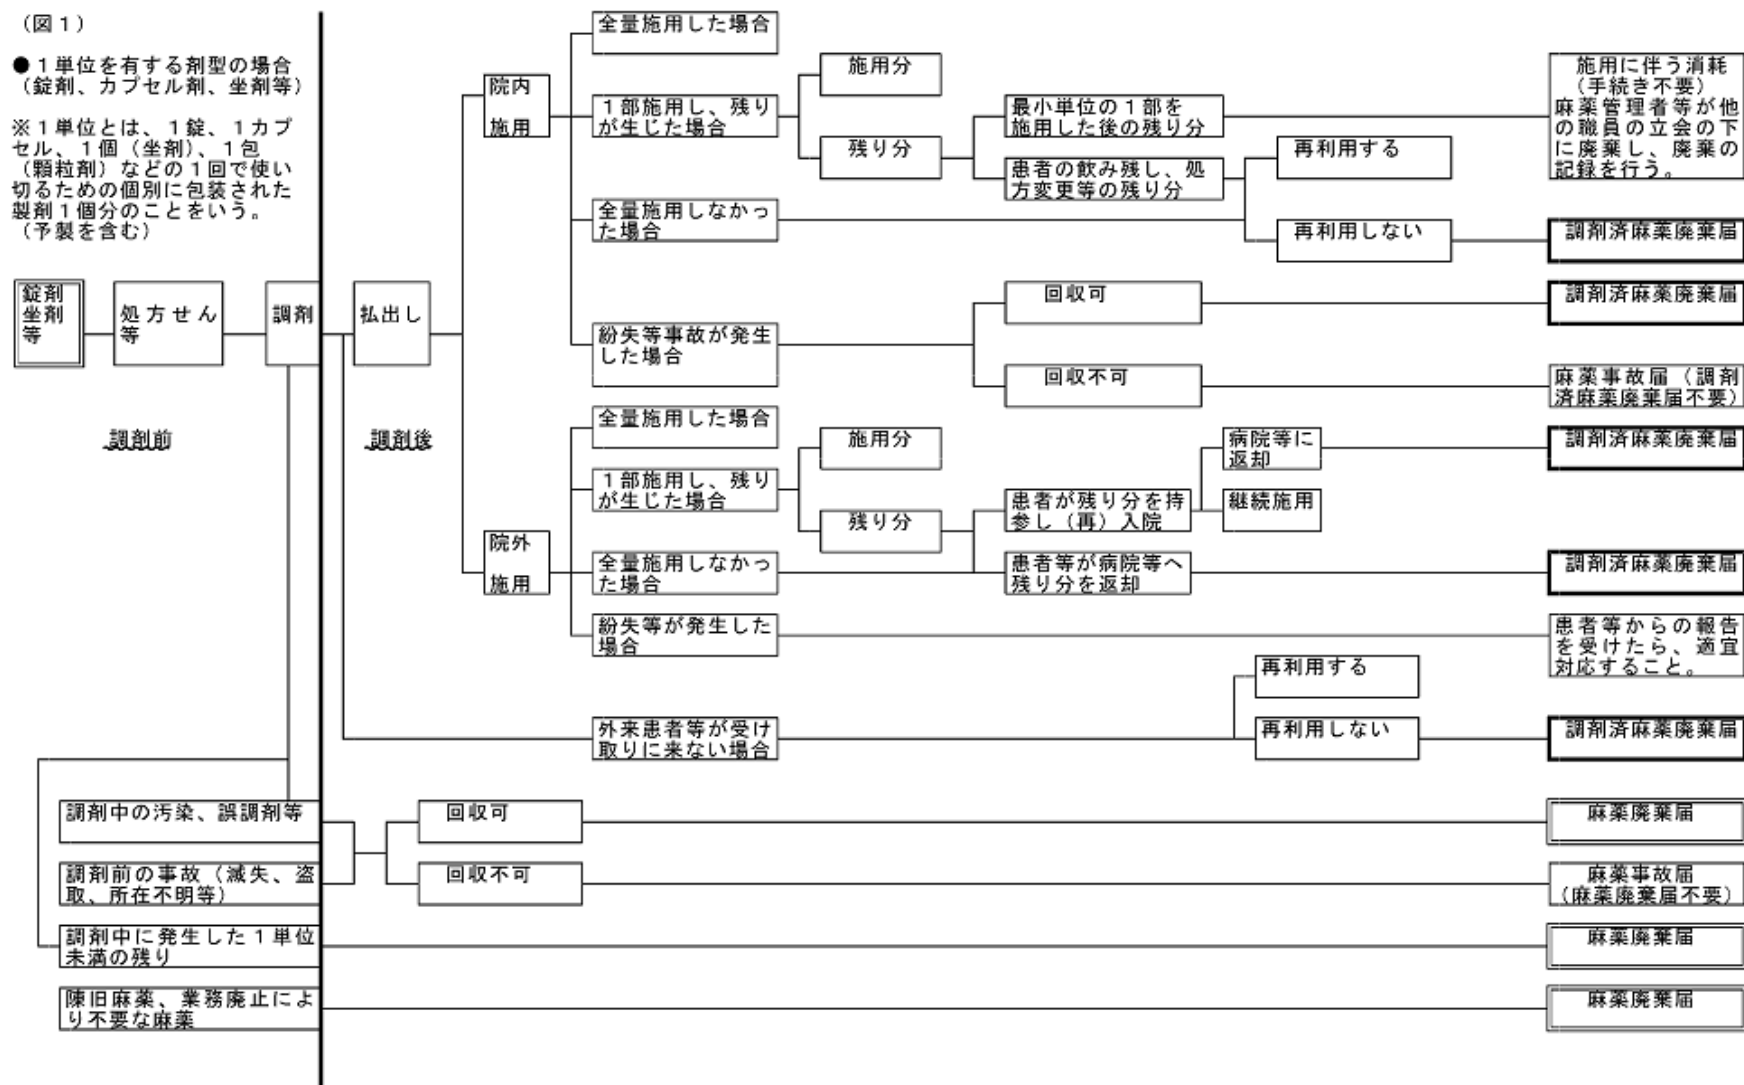 (図1)
●1単位を有する剤型の場合
(錠剤、カプセル剤、坐剤等)
※1単位とは、1錠、1カプ
セル、1個(坐剤)、1包
(顆粒剤)などの1回で使い
切るための個別に包装された
製剤1個分のことをいう。
(予製を含む)
錠剤
坐剤
等
処方せん
等
調剤
払出し
調剤前
調剤後
院内
施用
全量施用した場合
1部施用し、残り
が生じた場合
施用分
残り分
最小単位の1部を
施用した後の残り分
施用に伴う消耗
(手続き不要)
麻薬管理者等が他
の職員の立会の下
に廃棄し、廃棄の
記録を行う。
患者の飲み残し、処
方変更等の残り分
再利用する
全量施用しなかっ
た場合
再利用しない
調剤済麻薬廃棄届
紛失等事故が発生
した場合
回収可
調剤済麻薬廃棄届
回収不可
麻薬事故届(調剤
済麻薬廃棄届不要)
院外
施用
全量施用した場合
1部施用し、残り
が生じた場合
施用分
残り分
患者が残り分を持
参し(再)入院
病院等に
返却
調剤済麻薬廃棄届
継続施用
全量施用しなかっ
た場合
患者等が病院等へ
残り分を返却
調剤済麻薬廃棄届
紛失等が発生した
場合
患者等からの報告
を受けたら、適宜
対応すること。
外来患者等が受け
取りに来ない場合
再利用する
再利用しない
調剤済麻薬廃棄届
調剤中の汚染、誤調剤等
回収可
麻薬廃棄届
調剤前の事故(滅失、盗
取、所在不明等)
回収不可
麻薬事故届
(麻薬廃棄届不要)
調剤中に発生した1単位
未満の残り
麻薬廃棄届
陳旧麻薬、業務廃止によ
り不要な麻薬
麻薬廃棄届